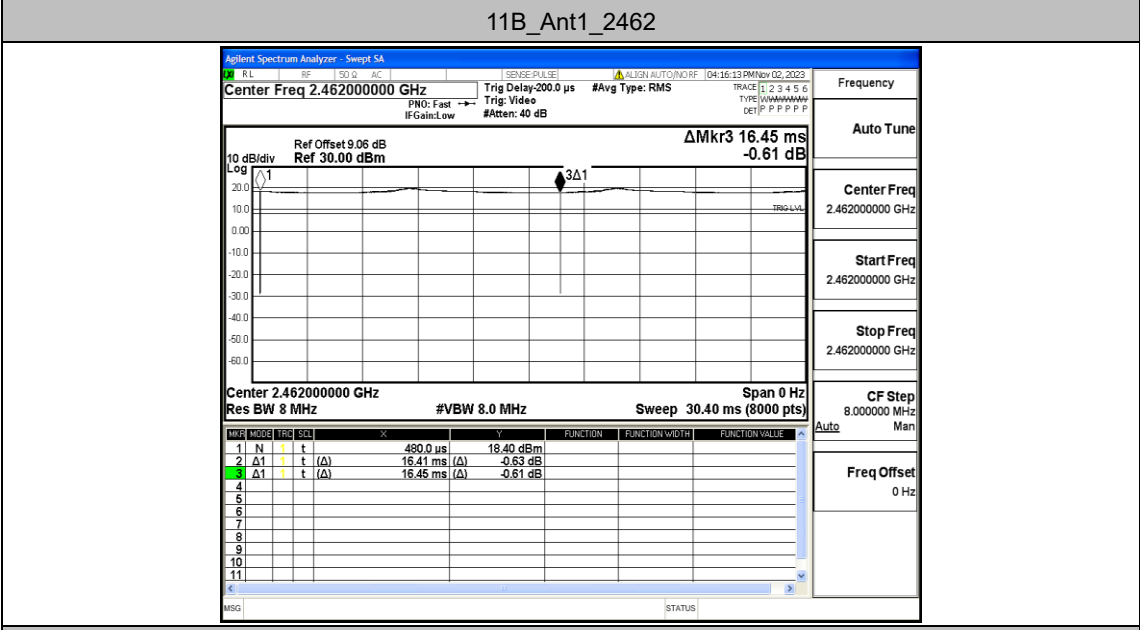 11B_Ant1_2462
Agilent Spectrum Analyzer - Swept SA
RL RF 50 Ω AC SENSE:PULSE ALIGN AUTO/NO RF 04:16:13 PM Nov 02, 2023
Center Freq 2.462000000 GHz
PNO: Fast
IFGain:Low
Trig Delay-200.0 µs
Trig: Video
#Atten: 40 dB
#Avg Type: RMS
TRACE 1 2 3 4 5 6
TYPE
DET P P P P P P
ΔMkr3 16.45 ms
-0.61 dB
Ref Offset 9.06 dB
10 dB/div Ref 30.00 dBm
Log
1
3Δ1
20.0
10.0
TRIG LVL
0.00
-10.0
-20.0
-30.0
-40.0
-50.0
-60.0
Center 2.462000000 GHz Span 0 Hz
Res BW 8 MHz #VBW 8.0 MHz Sweep 30.40 ms (8000 pts)
MKR MODE TRC SCL X Y FUNCTION FUNCTION WIDTH FUNCTION VALUE
1 N 1 t 480.0 µs 18.40 dBm
2 Δ1 1 t (Δ) 16.41 ms (Δ) -0.63 dB
3 Δ1 1 t (Δ) 16.45 ms (Δ) -0.61 dB
4
5
6
7
8
9
10
11
MSG STATUS
Frequency
Auto Tune
Center Freq
2.462000000 GHz
Start Freq
2.462000000 GHz
Stop Freq
2.462000000 GHz
CF Step
8.000000 MHz
Auto Man
Freq Offset
0 Hz